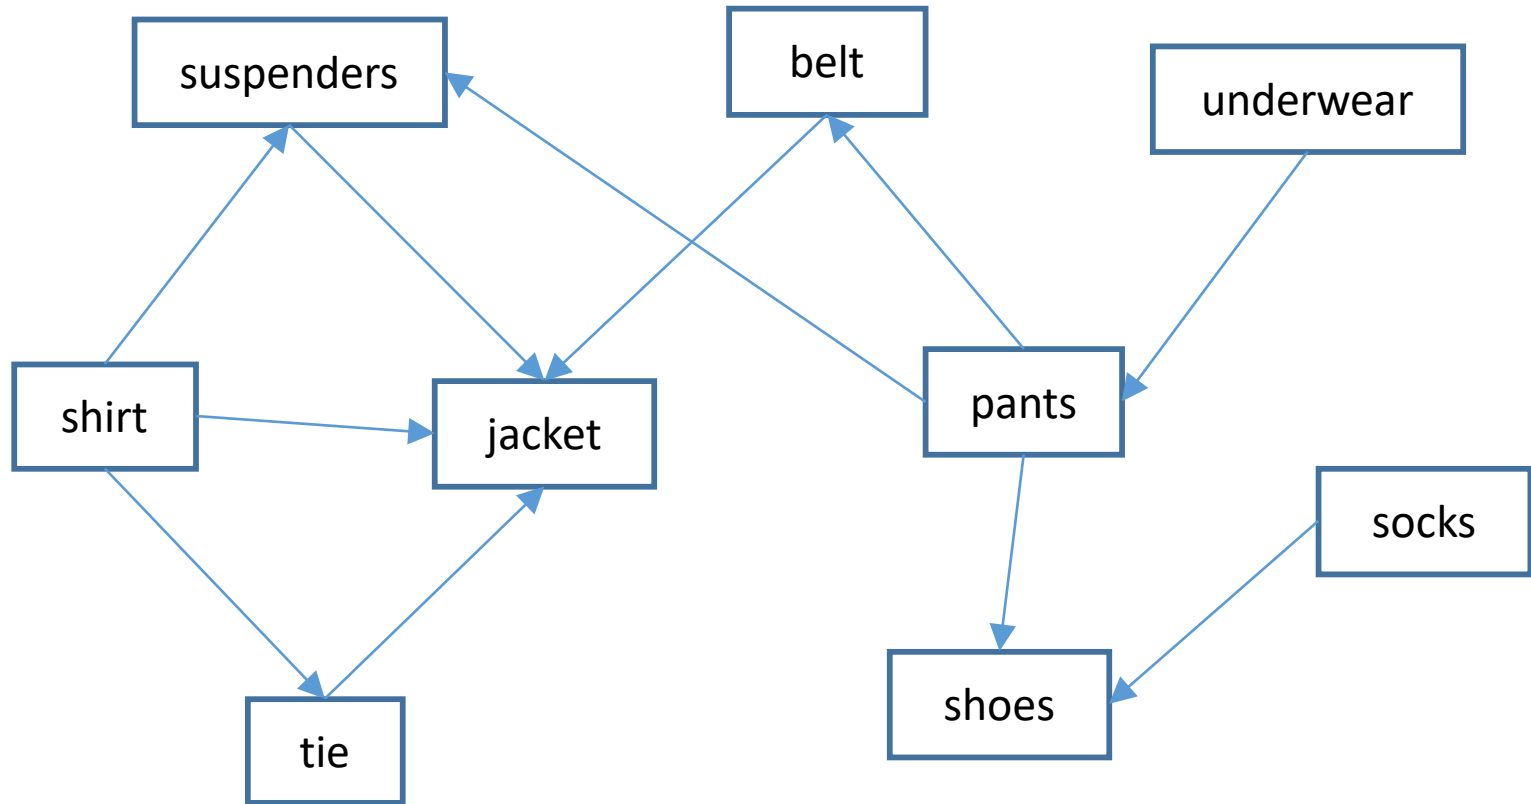 suspenders
belt
underwear
shirt
jacket
pants
socks
shoes
tie